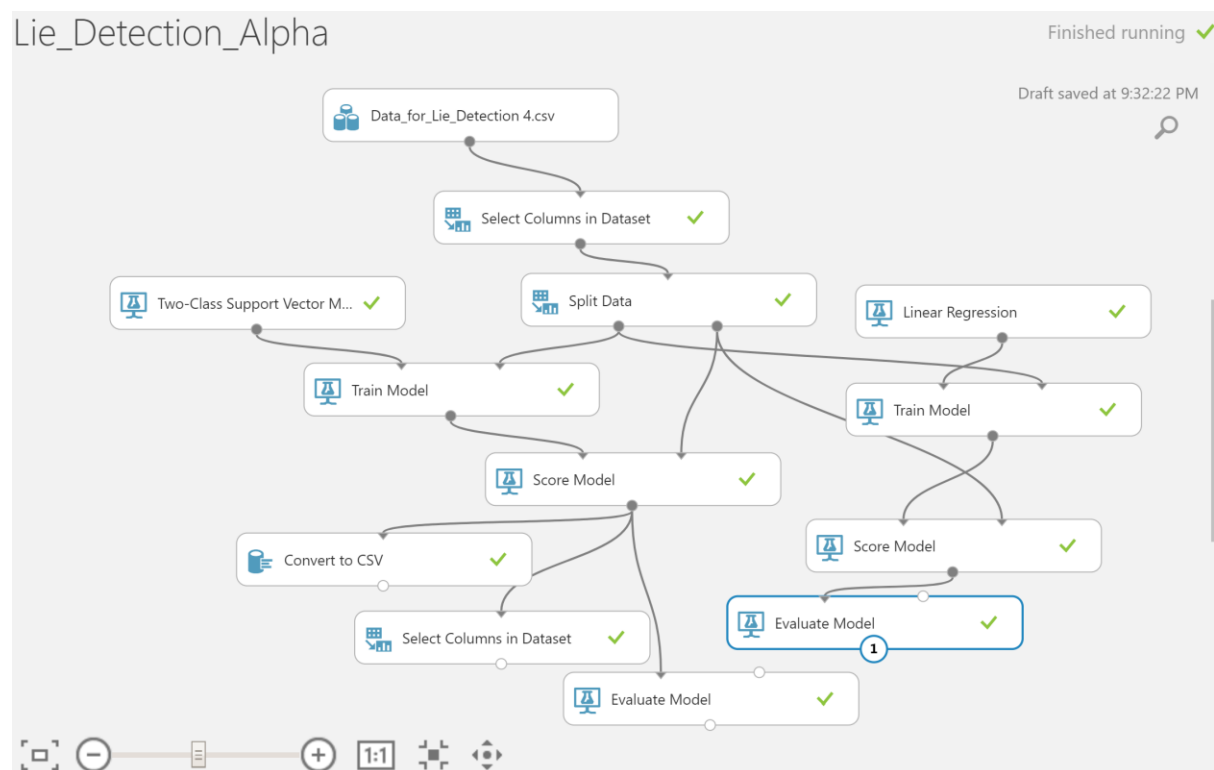 Lie_Detection_Alpha
Finished running
Draft saved at 9:32:22 PM
Data_for_Lie_Detection 4.csv
Select Columns in Dataset
Two-Class Support Vector M...
Split Data
Linear Regression
Train Model
Train Model
Score Model
Score Model
Convert to CSV
Evaluate Model
1
Select Columns in Dataset
Evaluate Model
1:1